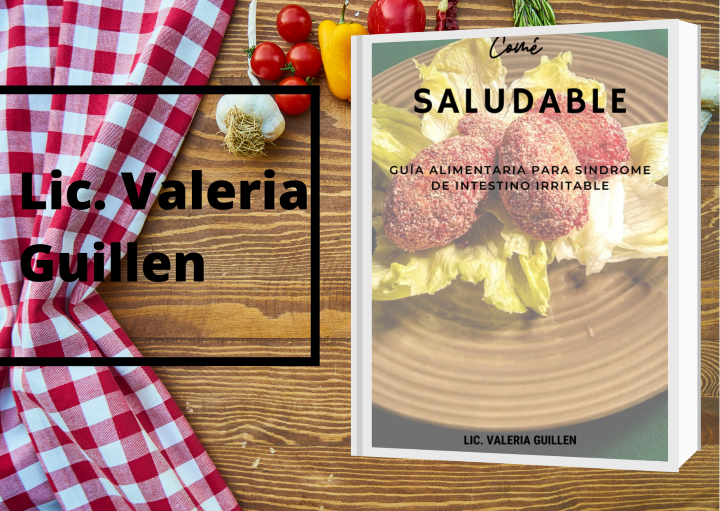 Lic. Valeria
Guillen
Comé
SALUDABLE
GUÍA ALIMENTARIA PARA SINDROME
DE INTESTINO IRRITABLE
LIC. VALERIA GUILLEN